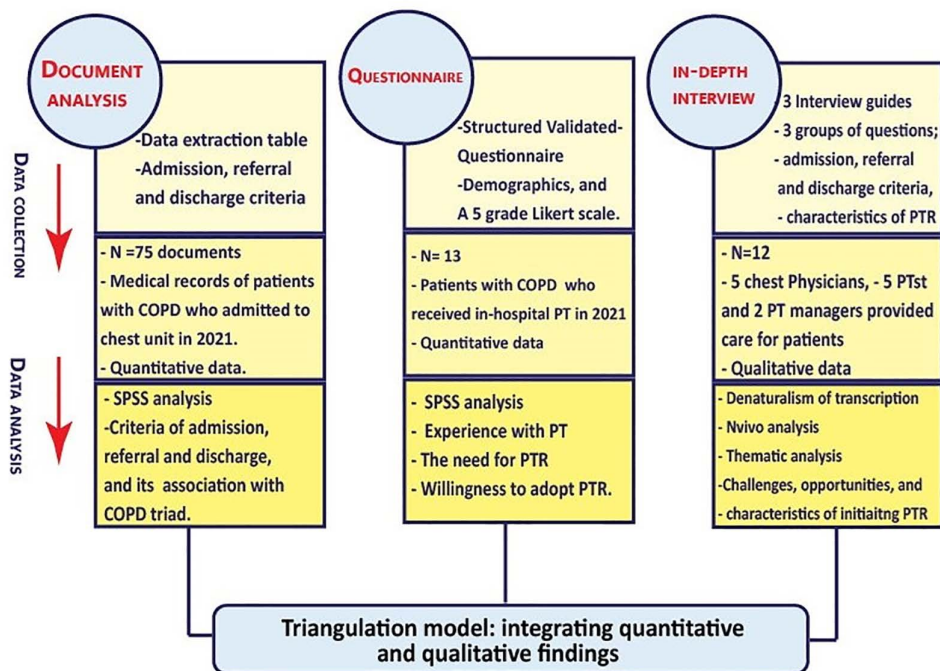 DOCUMENT
ANALYSIS
-Data extraction table
-Admission, referral
and discharge criteria
- N =75 documents
- Medical records of patients
with COPD who admitted to
chest unit in 2021.
- Quantitative data.
- SPSS analysis
-Criteria of admission,
referral and discharge,
and its association with
COPD triad.
QUESTIONNAIRE
-Structured Validated-
Questionnaire
-Demographics, and
A 5 grade Likert scale.
- N= 13
- Patients with COPD who
received in-hospital PT in 2021
- Quantitative data
- SPSS analysis
- Experience with PT
- The need for PTR
- Willingness to adopt PTR.
IN-DEPTH
INTERVIEW
- 3 Interview guides
- 3 groups of questions;
- admission, referral
and discharge criteria,
- characteristics of PTR
- N=12
- 5 chest Physicians, - 5 PTst
and 2 PT managers provided
care for patients
- Qualitative data
- Denaturalism of transcription
- Nvivo analysis
- Thematic analysis
-Challenges, opportunities, and
- characteristics of initiaitng PTR
DATA COLLECTION
DATA ANALYSIS
Triangulation model: integrating quantitative
and qualitative findings